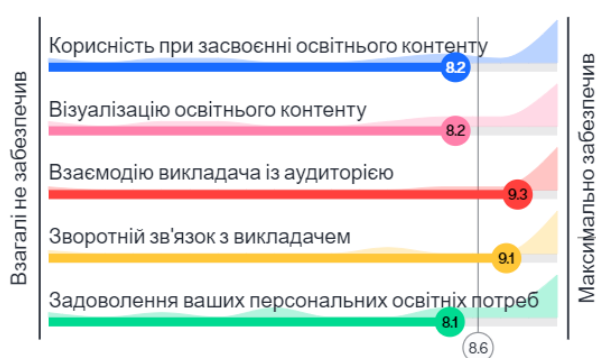 Взагалі не забезпечив
Корисність при засвоєнні освітнього контенту
8.2
Візуалізацію освітнього контенту
8.2
Взаємодію викладача із аудиторією
9.3
Зворотній зв'язок з викладачем
9.1
Задоволення ваших персональних освітніх потреб
8.1
8.6
Максимально забезпечив